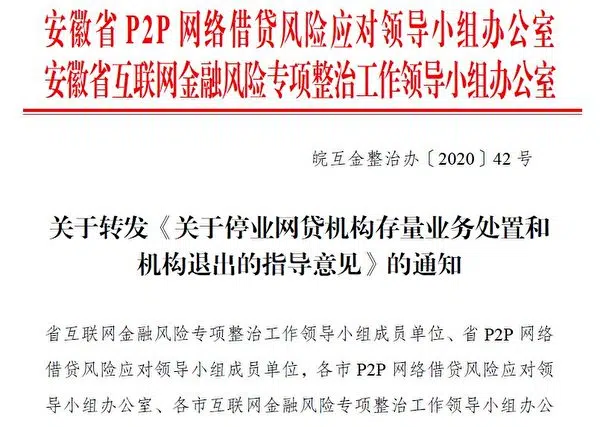 安徽省 P2P 网络借贷风险应对领导小组办公室
安徽省互联网金融风险专项整治工作领导小组办公室
皖互金整治办〔2020〕42 号
关于转发《关于停业网贷机构存量业务处置和
机构退出的指导意见》的通知
省互联网金融风险专项整治工作领导小组成员单位、省 P2P 网络
借贷风险应对领导小组成员单位，各市 P2P 网络借贷风险应对领
导小组办公室、各市互联网金融风险专项整治工作领导小组办公